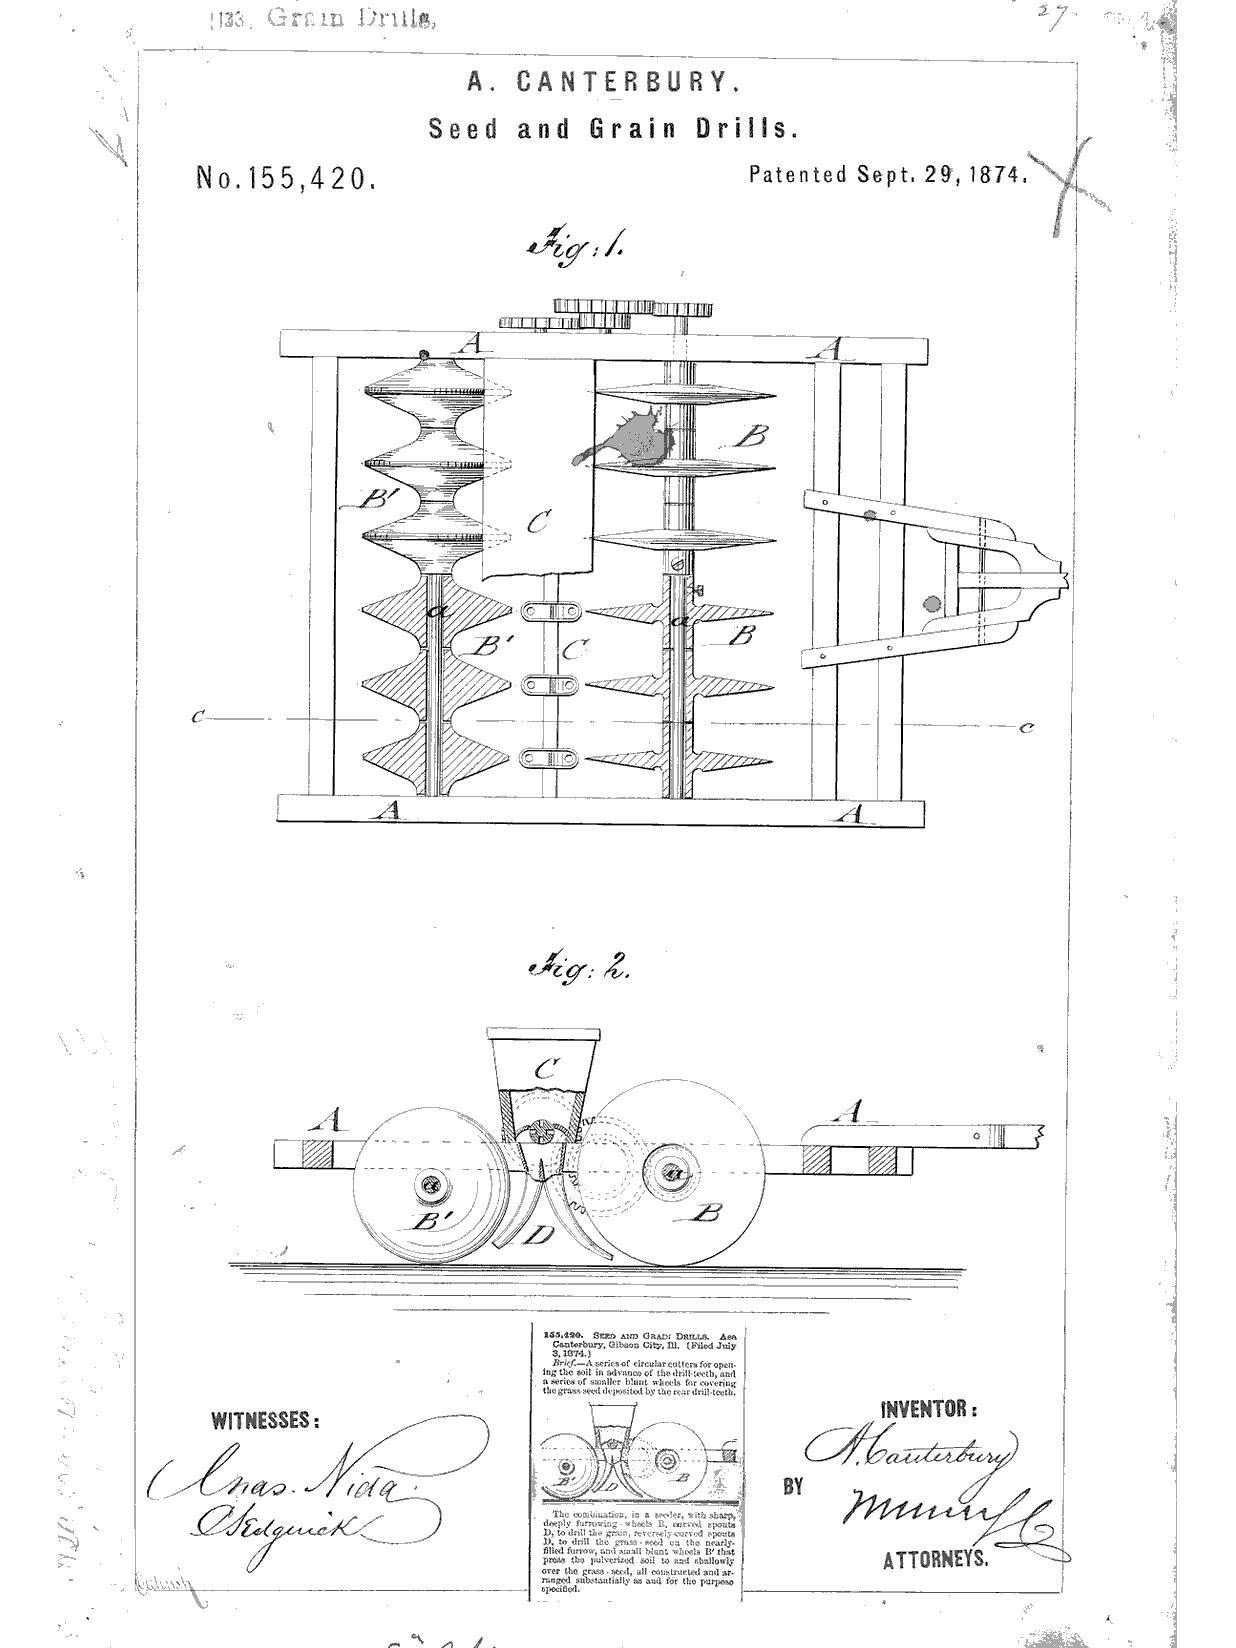 133, Grain Drills,
27
A. CANTERBURY.
Seed and Grain Drills.
No. 155,420.
Patented Sept. 29, 1874.
Fig: 1.
A
A
B
B'
C
a
a
B'
C
B
c
c
A
A
Fig: 2.
C
A
A
a
a
B'
B
D
155,420. SEED AND GRAIN DRILLS. Asa
Canterbury, Gibson City, Ill. [Filed July
3, 1874.]
Brief.—A series of circular cutters for open-
ing the soil in advance of the drill-teeth, and
a series of smaller blunt wheels for covering
the grass seed deposited by the rear drill-teeth.
B'
D
B
The combination, in a seeder, with sharp,
deeply furrowing-wheels B, curved spouts
D, to drill the grain, reversely-curved spouts
D, to drill the grass-seed on the nearly-
filled furrow, and small blunt wheels B' that
press the pulverized soil to and shallowly
over the grass-seed, all constructed and ar-
ranged substantially as and for the purpose
specified.
WITNESSES:
Chas. Nida
C Sedgwick
INVENTOR:
A. Canterbury
BY
Munn & Co
ATTORNEYS.